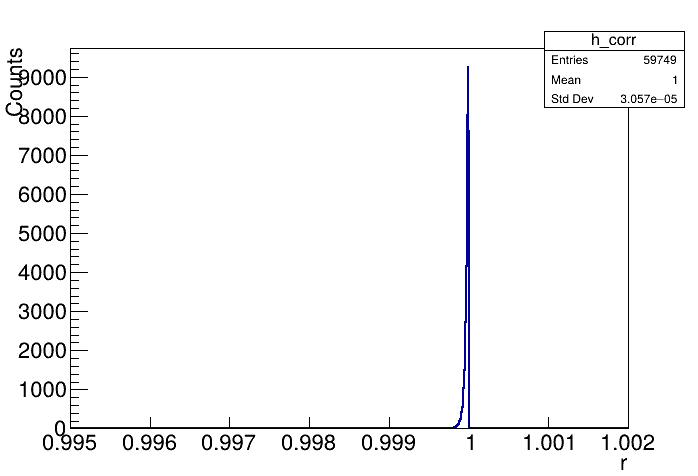 h_corr
Entries 59749
Mean 1
Std Dev 3.057e−05
Counts
9000
8000
7000
6000
5000
4000
3000
2000
1000
0
0.995 0.996 0.997 0.998 0.999 1 1.001 1.002
r